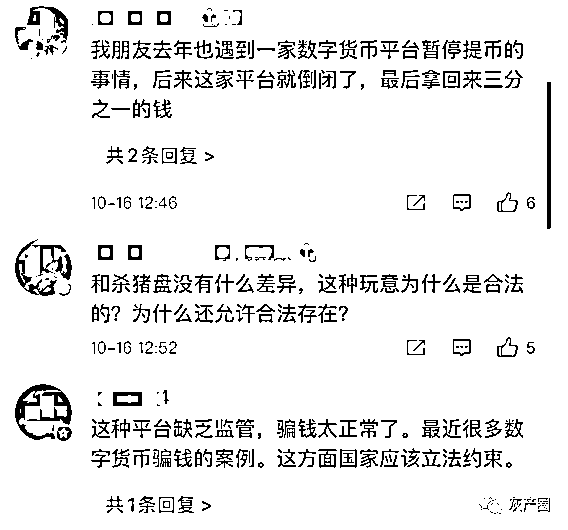 我朋友去年也遇到一家数字货币平台暂停提币的
事情，后来这家平台就倒闭了，最后拿回来三分
之一的钱
共2条回复 >
10-16 12:46
6
和杀猪盘没有什么差异，这种玩意为什么是合法
的？为什么还允许合法存在？
10-16 12:52
5
这种平台缺乏监管，骗钱太正常了。最近很多数
字货币骗钱的案例。这方面国家应该立法约束。
共1条回复 >
灰产圈